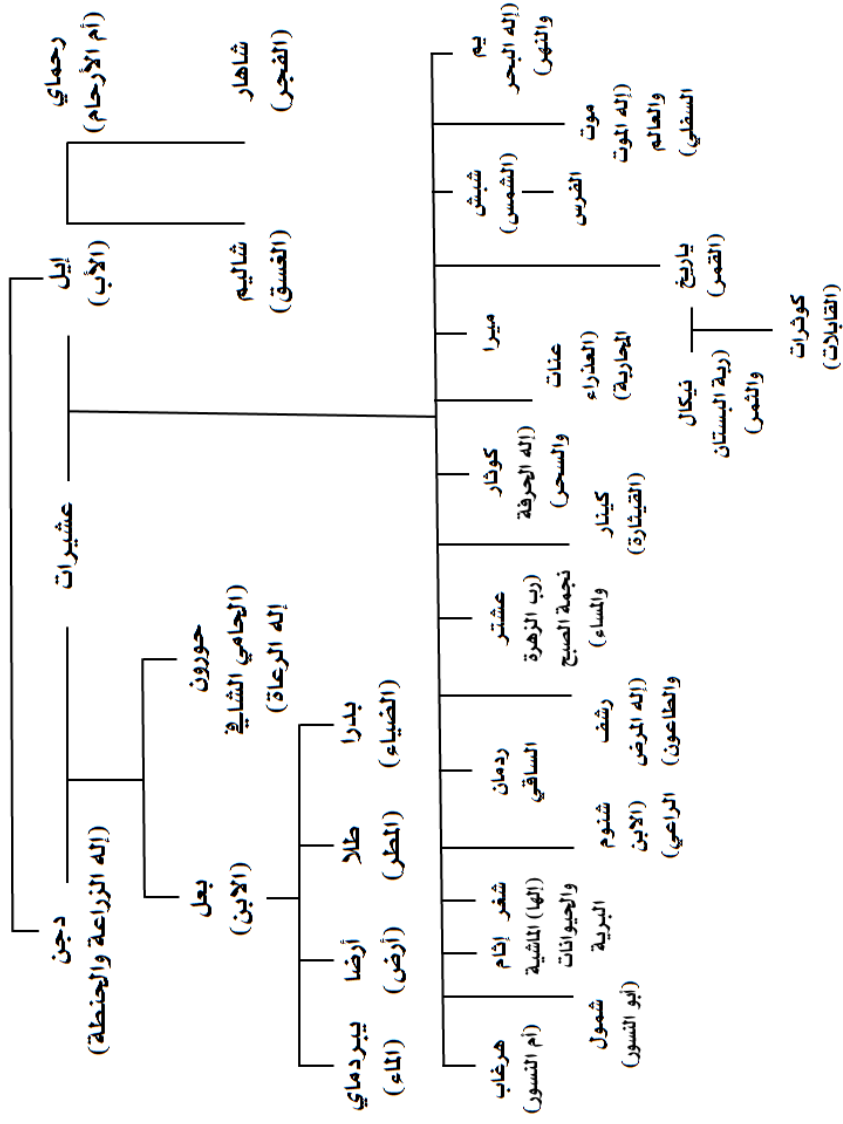 رحماي
(أم الأرحام)
إيل
(الأب)
عشيرات
دجن
(إله الزراعة والحنطة)
شاهار
(الفجر)
شاليم
(الغسق)
حورون
(الحامي الشافي
إله الرعاة)
بعل
(الابن)
بدرا
(الضياء)
طلا
(المطر)
أرضا
(أرض)
يبردماي
(الماء)
يم
(إله البحر
والنهر)
موت
(إله الموت
والعالم
السفلي)
شبش
(الشمس)
الفرس
ياريخ
(القمر)
نيكال
(ربة البستان
والثمر)
كوثرات
(القابلات)
ميرا
عنات
(العذراء
المحاربة)
كوثار
(إله الحرفة
والسحر)
كينار
(القيثارة)
عشتر
(رب الزهرة
نجمة الصبح
والمساء)
رشف
(إله المرض
والطاعون)
ردمان
الساقي
شنوم
(الابن
الراعي)
شغر إثام
(إلها) الماشية
والحيوانات
البرية
شمول
(أبو النسور)
هرغاب
(أم النسور)